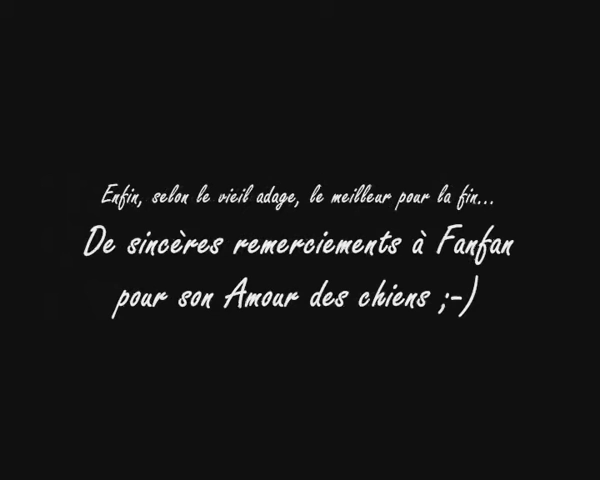 Enfin, selon le vieil adage, le meilleur pour la fin...
De sincères remerciements à Fanfan
pour son Amour des chiens ;-)